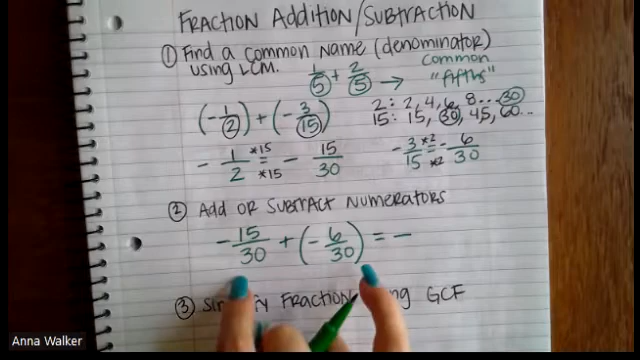 FRACTION ADDITION/SUBTRACTION
① Find a common name (denominator)
using LCM. 1/5 + 2/5 → common "fifths"
(-1/2) + (-3/15) 2: 2, 4, 6, 8... 30
15: 15, 30, 45, 60...
- 1/2 *15 = *15 - 15/30 - 3/15 *2 = *2 - 6/30
② Add OR SUBTRACT NUMERATORS
- 15/30 + (- 6/30) = -
③ FRACTION GCF
Anna Walker